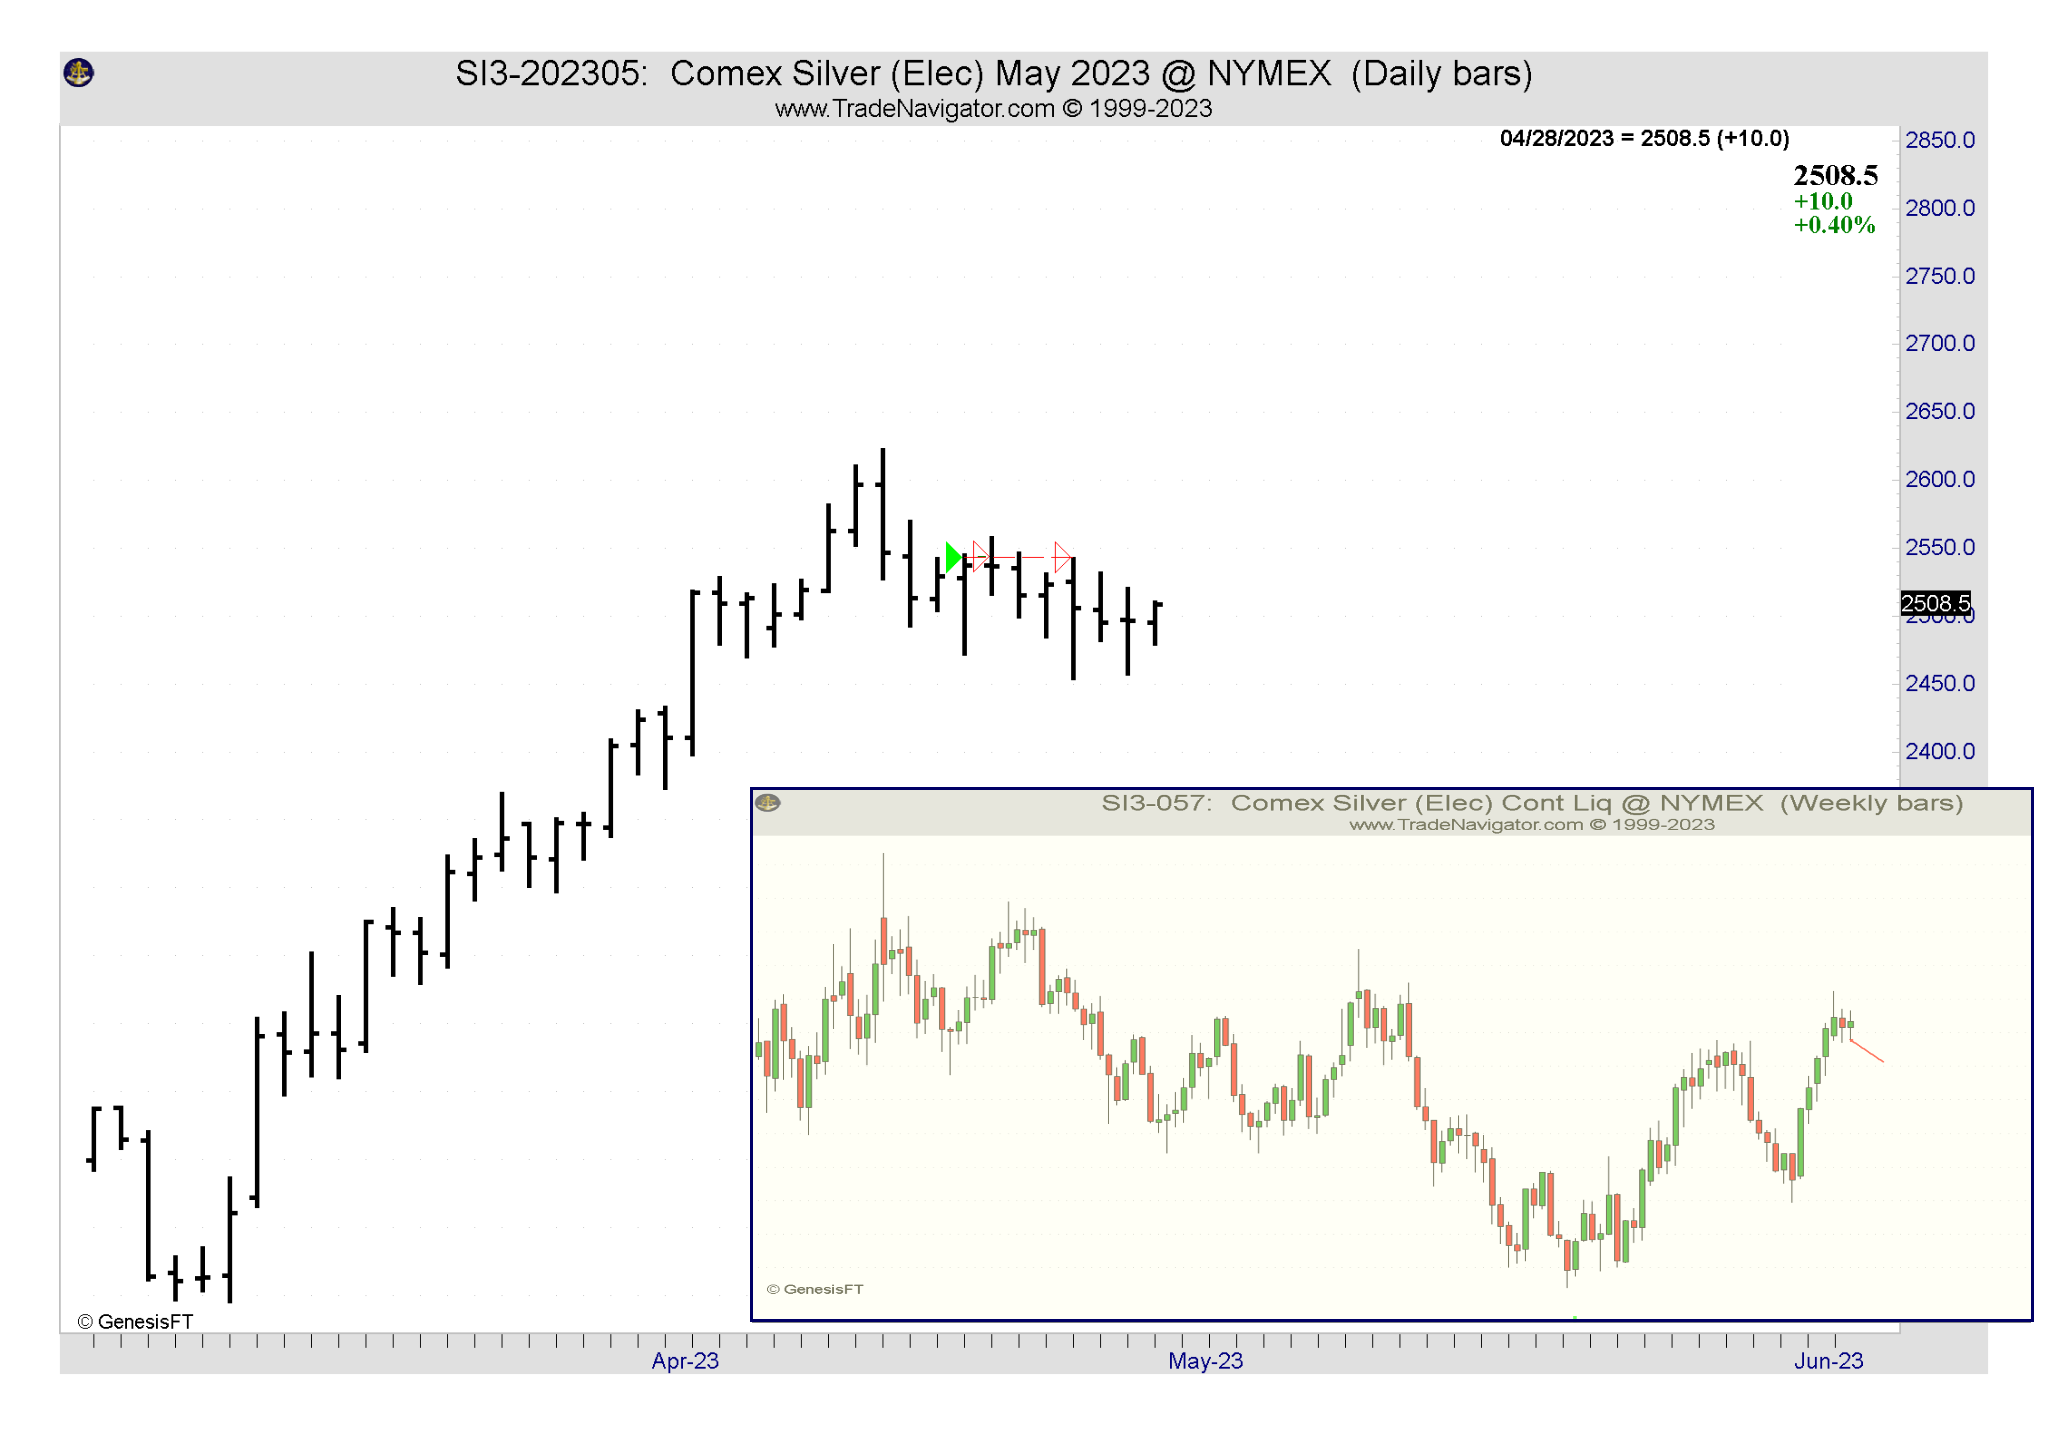 SI3-202305:  Comex Silver (Elec) May 2023 @ NYMEX  (Daily bars)
www.TradeNavigator.com © 1999-2023
04/28/2023 = 2508.5 (+10.0)
2508.5
+10.0
+0.40%
2850.0
2800.0
2750.0
2700.0
2650.0
2600.0
2550.0
2508.5
2500.0
2450.0
2400.0
SI3-057:  Comex Silver (Elec) Cont Liq @ NYMEX  (Weekly bars)
www.TradeNavigator.com © 1999-2023
© GenesisFT
© GenesisFT
Apr-23
May-23
Jun-23